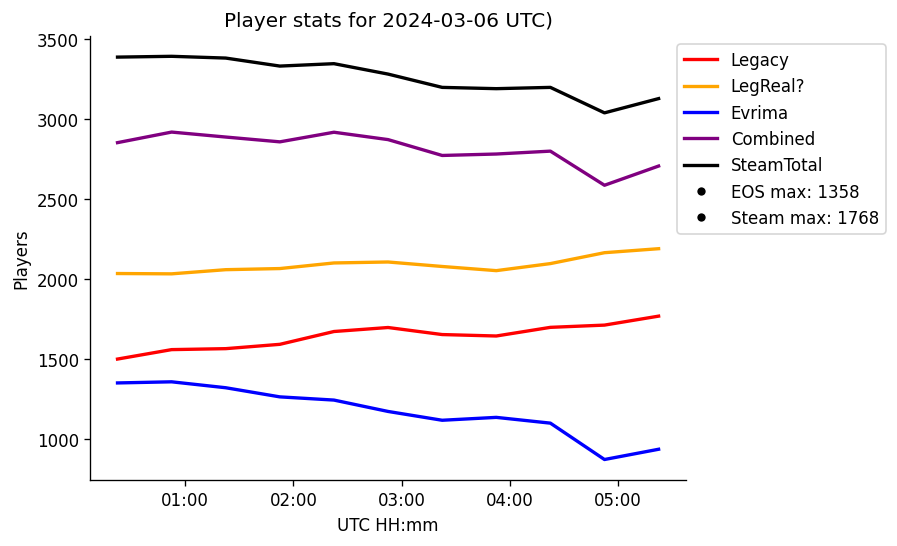 Player stats for 2024-03-06 UTC)
3500
3000
2500
2000
1500
1000
Players
01:00 02:00 03:00 04:00 05:00
UTC HH:mm
Legacy
LegReal?
Evrima
Combined
SteamTotal
EOS max: 1358
Steam max: 1768